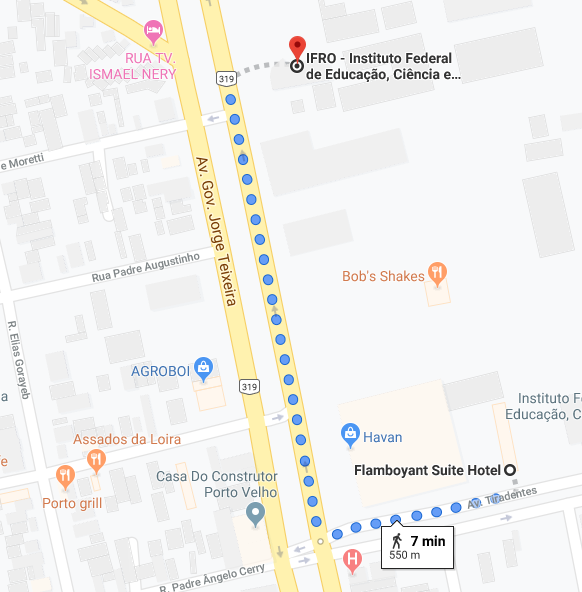 RUA TV.
ISMAEL NERY
319
IFRO - Instituto Federal
de Educação, Ciência e...
e Moretti
Av. Gov. Jorge Teixeira
Rua Padre Augustinho
Bob's Shakes
R. Elias Gorayeb
AGROBOI
319
a
Instituto Fe
Educação, C
Assados da Loira
Havan
e
Porto grill
Casa Do Construtor
Porto Velho
Flamboyant Suite Hotel
Av. Tiradentes
7 min
550 m
H
R. Padre Ângelo Cerry